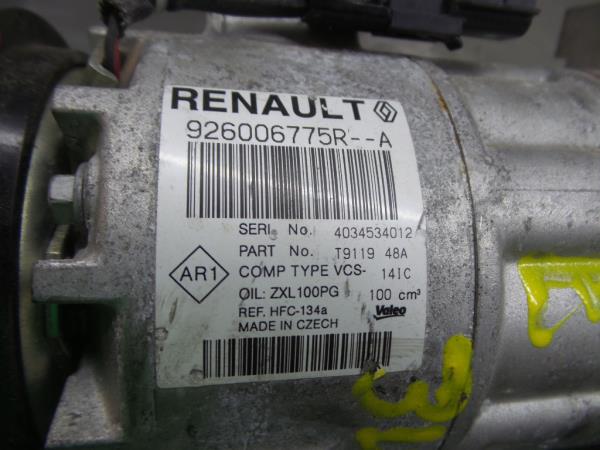 RENAULT
926006775R--A
SERI No. 4034534012
PART No. T9119 48A
AR1
COMP TYPE VCS- 14IC
OIL: ZXL100PG 100 cm³
REF. HFC-134a Valeo
MADE IN CZECH